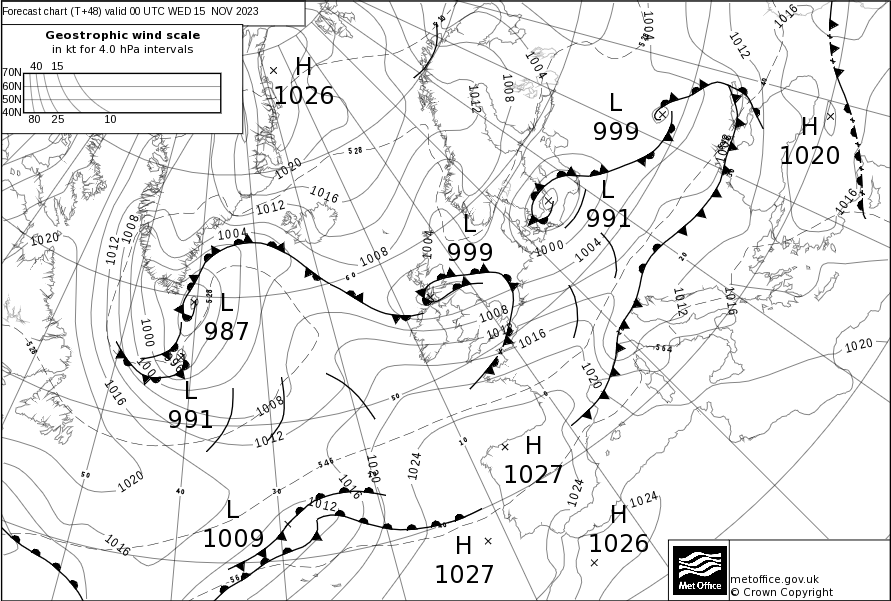 Forecast chart (T+48) valid 00 UTC WED 15 NOV 2023
Geostrophic wind scale
in kt for 4.0 hPa intervals
40 15
70N
60N
50N
40N
80 25 10
H
1026
L
999
H
1020
L
991
L
999
L
987
L
991
H
1027
L
1009
H
1027
H
1026
1016
1004
1012
1004
1008
1012
528
1020
1016
1012
1004
1008
1012
1020
1008
1004
1000
1004
1016
1012
1016
1008
1016
1020
1020
564
1000
1016
1008
1012
1020
1016
546
1016
1020
1024
1012
1024
1024
50
40
30
10
0
20
60
50
40
528
Met Office
metoffice.gov.uk
© Crown Copyright